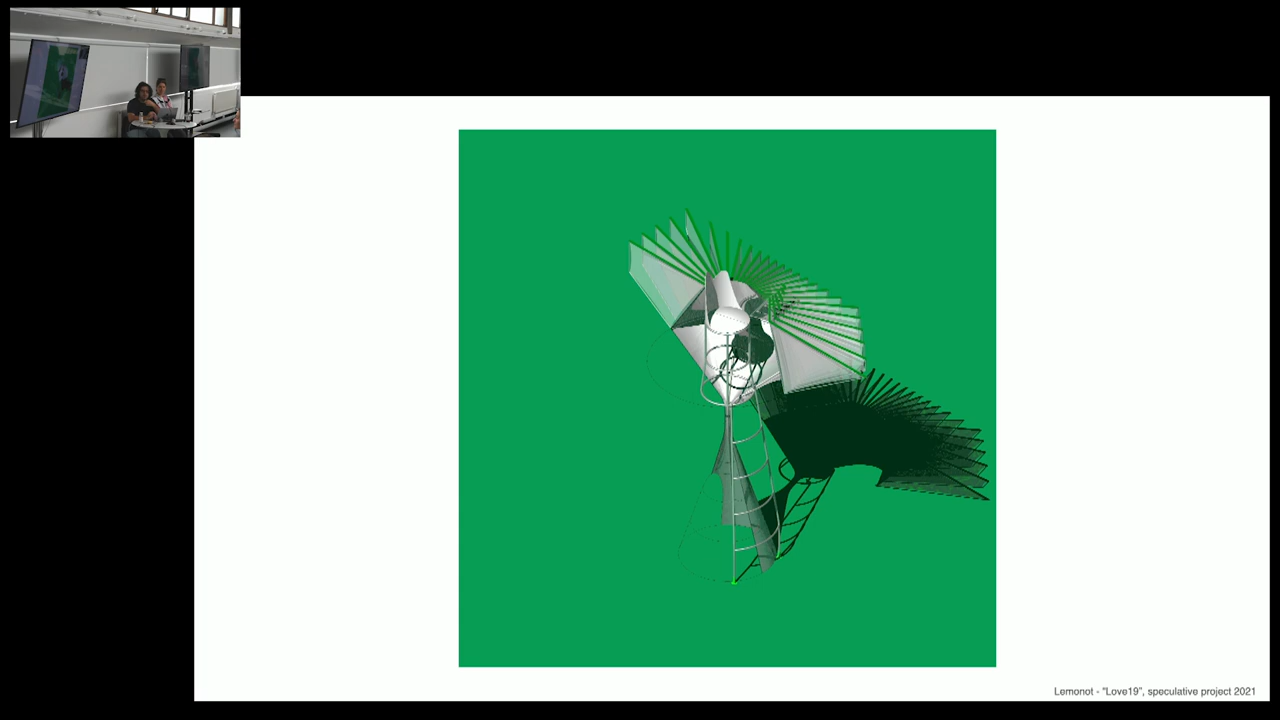 Lemonot - “Love19”, speculative project 2021